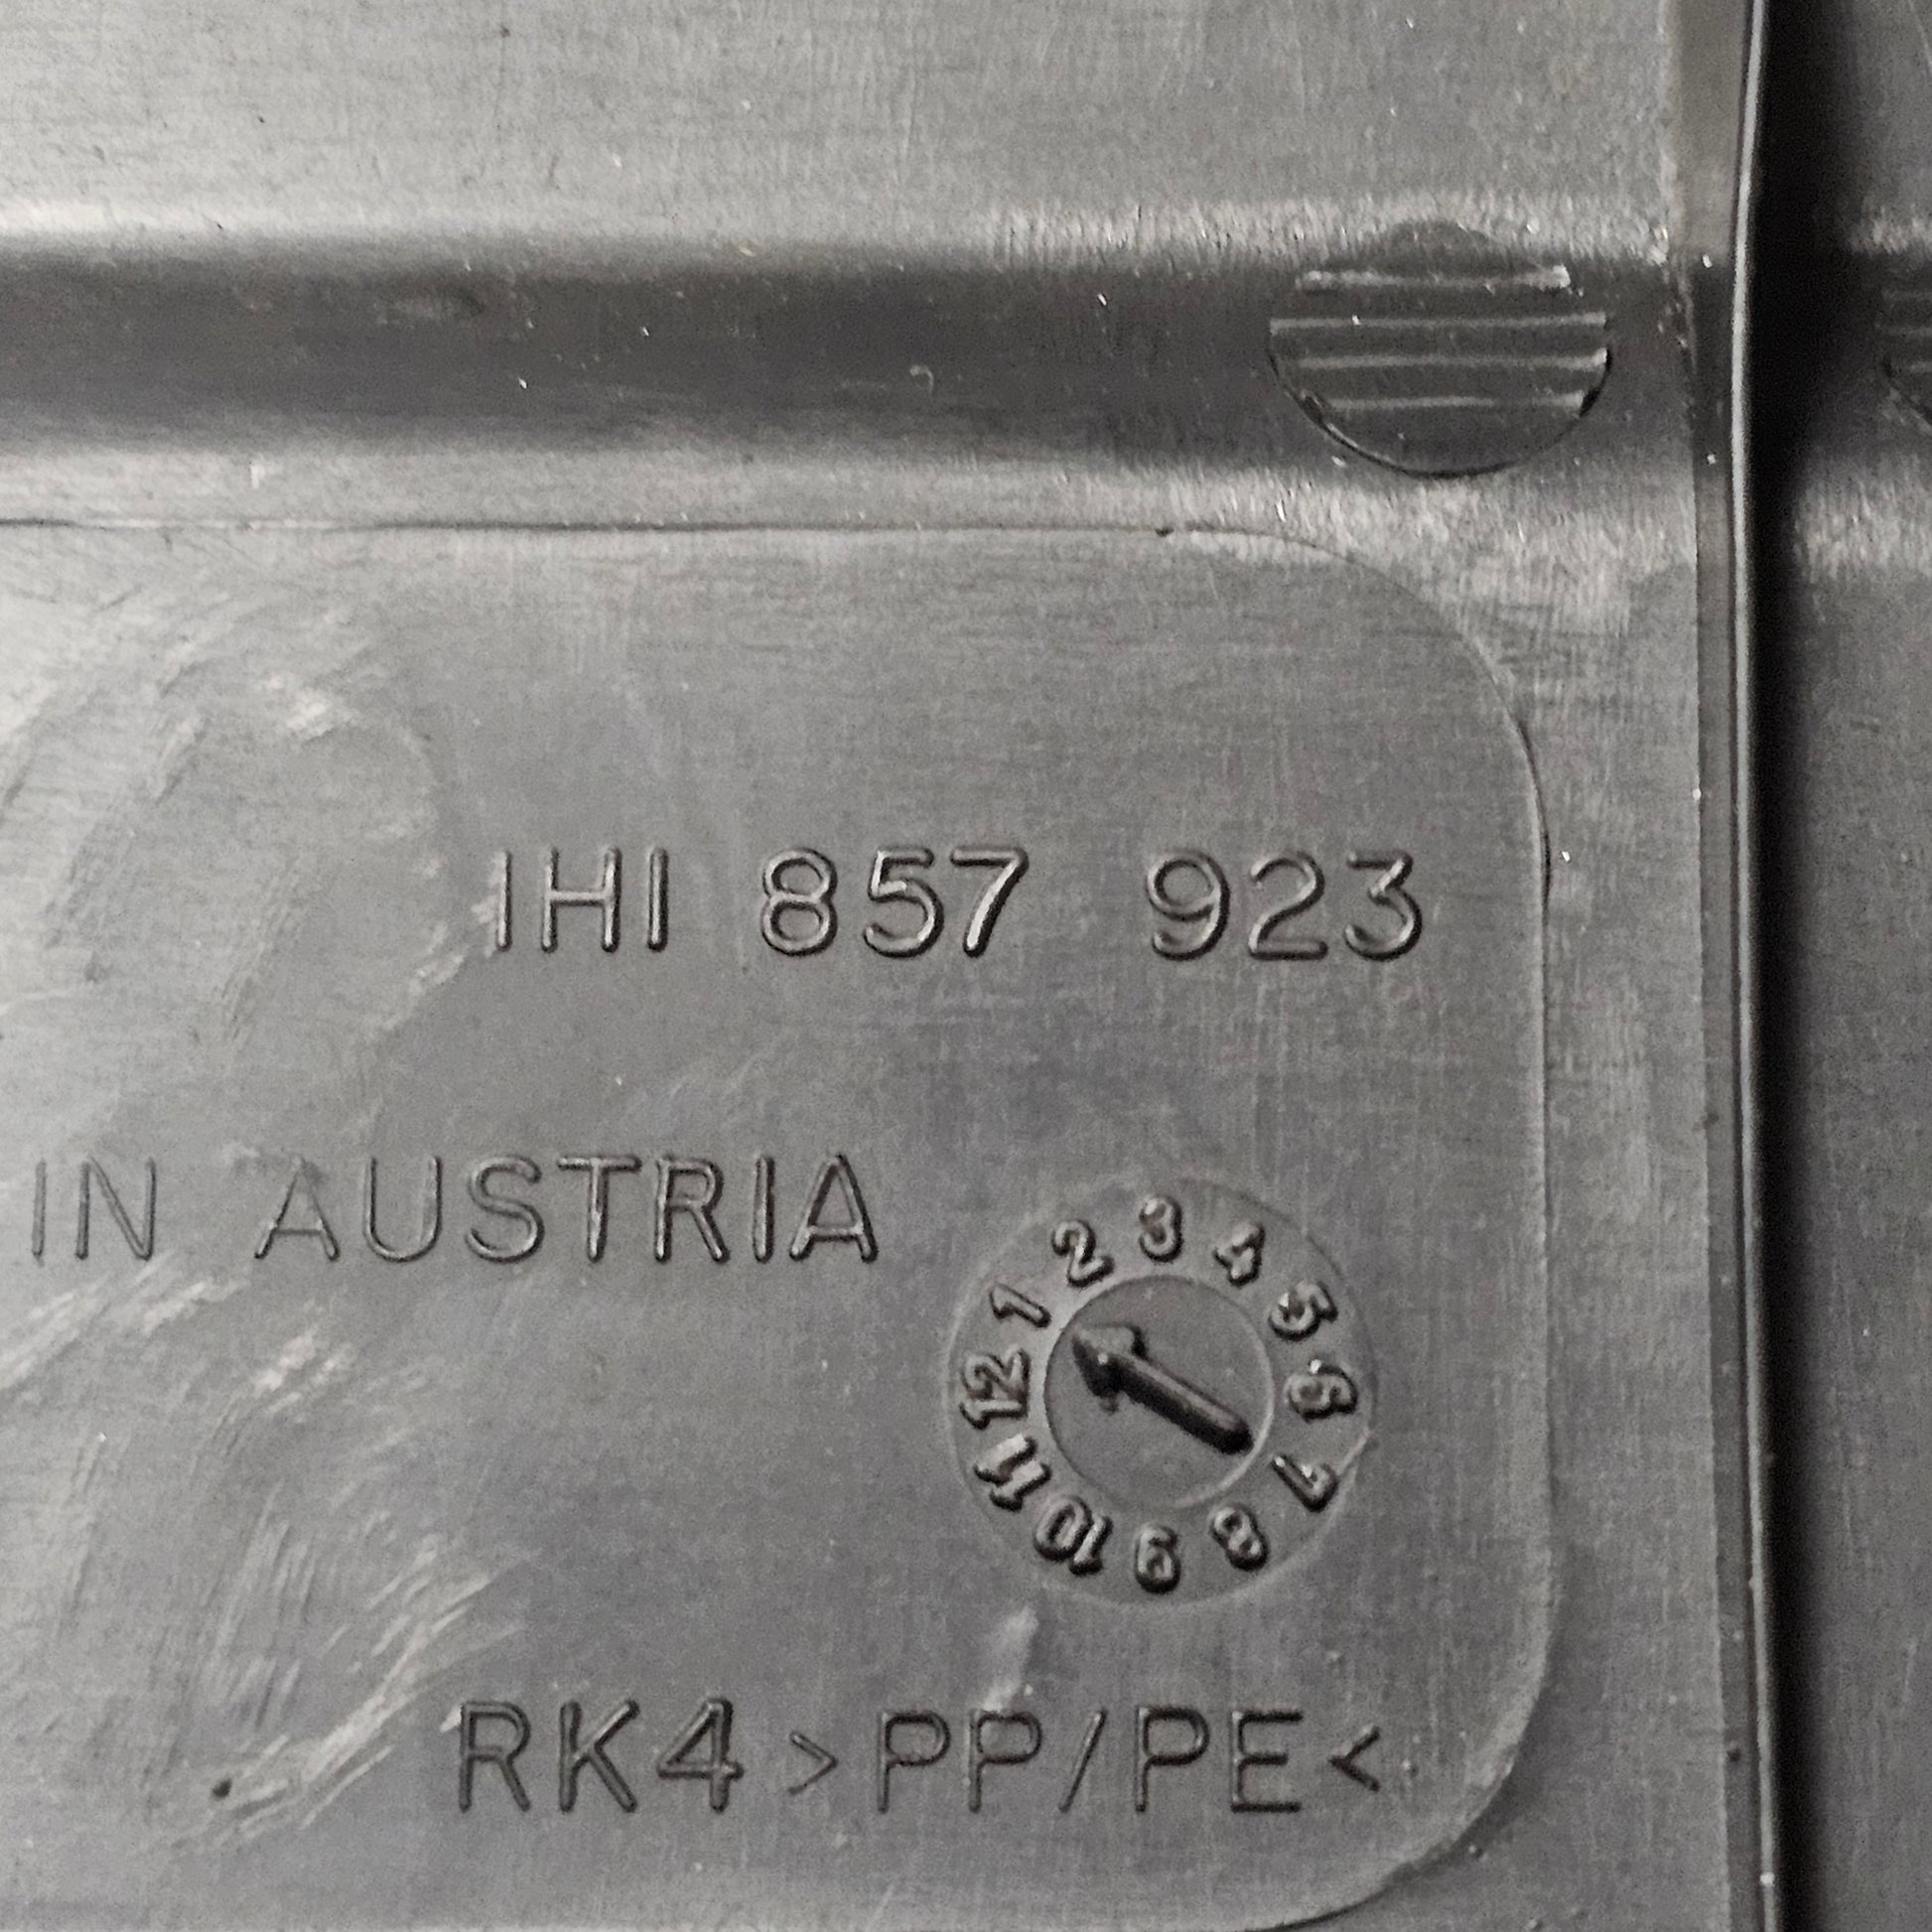 1H1 857 923
IN AUSTRIA
1 2 3 4 5 6 7 8 9 10 11 12
RK4 >PP/PE<